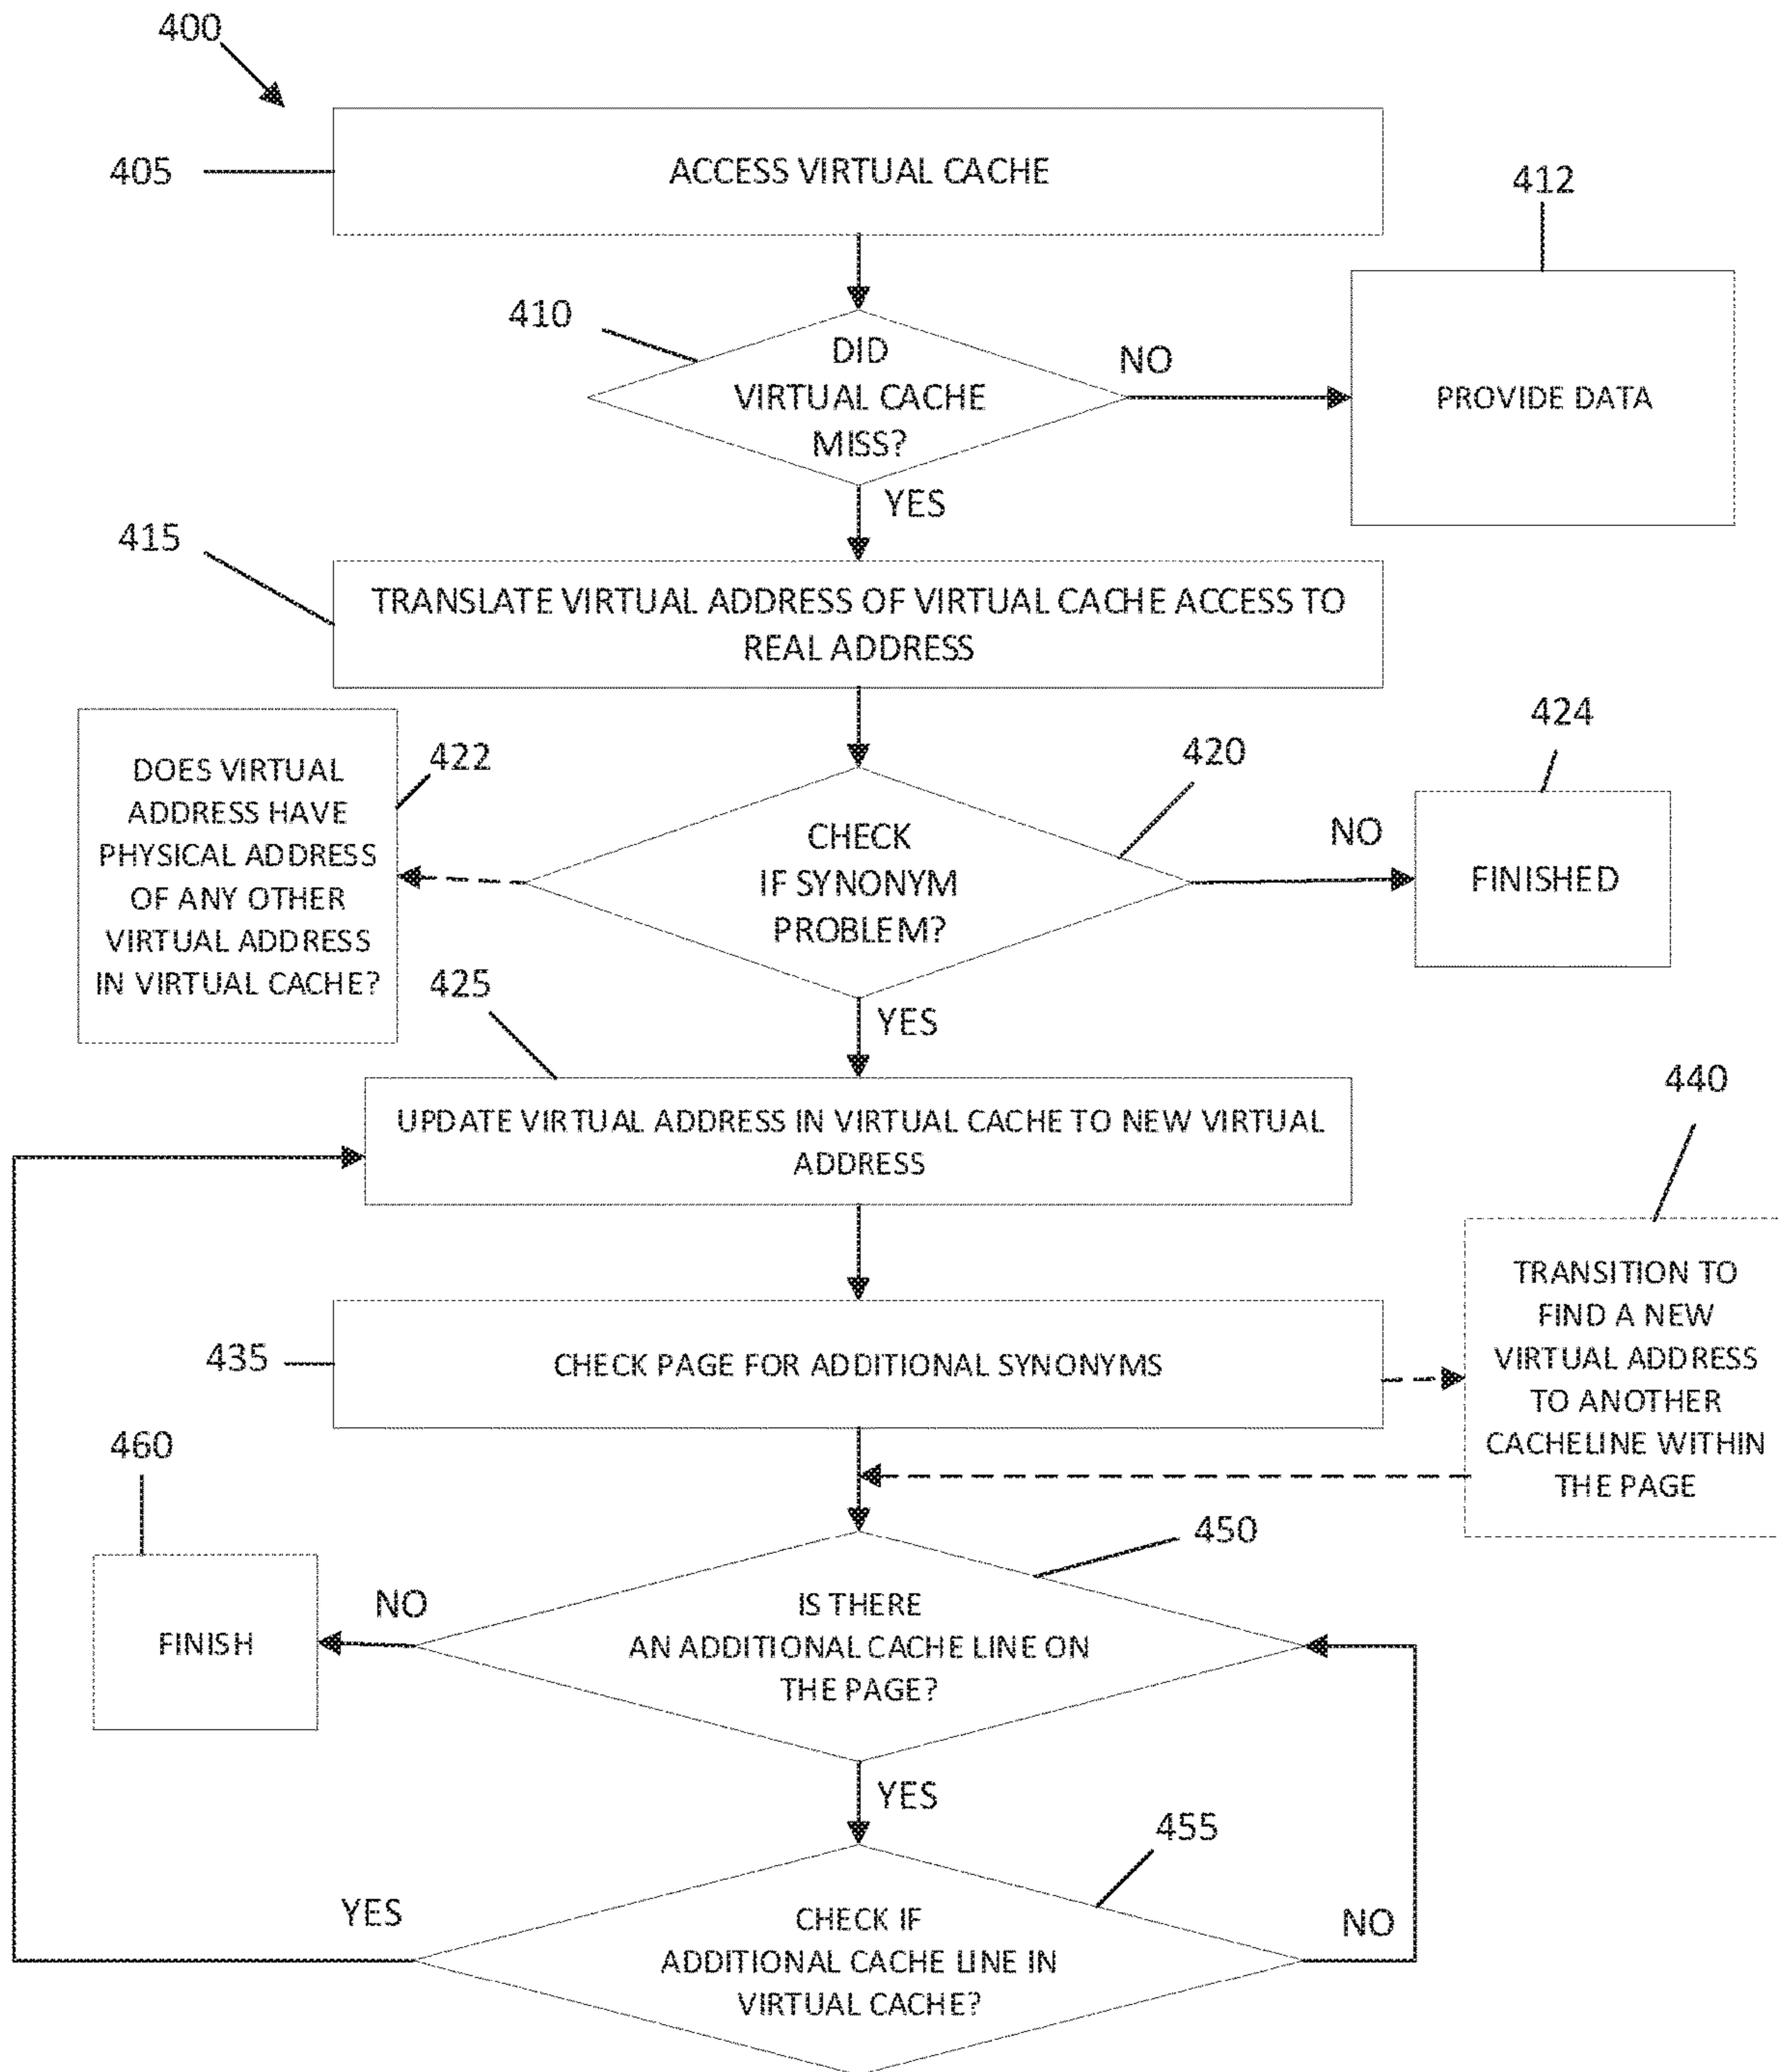 400
405
ACCESS VIRTUAL CACHE
412
410
DID
VIRTUAL CACHE
MISS?
NO
PROVIDE DATA
YES
415
TRANSLATE VIRTUAL ADDRESS OF VIRTUAL CACHE ACCESS TO
REAL ADDRESS
424
422
420
DOES VIRTUAL
ADDRESS HAVE
PHYSICAL ADDRESS
OF ANY OTHER
VIRTUAL ADDRESS
IN VIRTUAL CACHE?
CHECK
IF SYNONYM
PROBLEM?
NO
FINISHED
425
YES
440
UPDATE VIRTUAL ADDRESS IN VIRTUAL CACHE TO NEW VIRTUAL
ADDRESS
435
CHECK PAGE FOR ADDITIONAL SYNONYMS
TRANSITION TO
FIND A NEW
VIRTUAL ADDRESS
TO ANOTHER
CACHELINE WITHIN
THE PAGE
460
450
NO
FINISH
IS THERE
AN ADDITIONAL CACHE LINE ON
THE PAGE?
YES
455
YES
CHECK IF
ADDITIONAL CACHE LINE IN
VIRTUAL CACHE?
NO